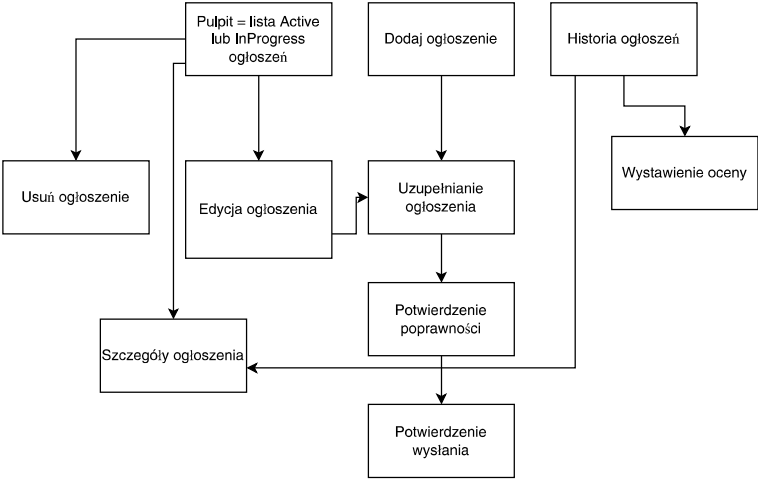 Pulpit = lista Active
lub InProgress
ogłoszeń
Dodaj ogłoszenie
Historia ogłoszeń
Usuń ogłoszenie
Edycja ogłoszenia
Uzupełnianie
ogłoszenia
Wystawienie oceny
Potwierdzenie
poprawności
Szczegóły ogłoszenia
Potwierdzenie
wysłania